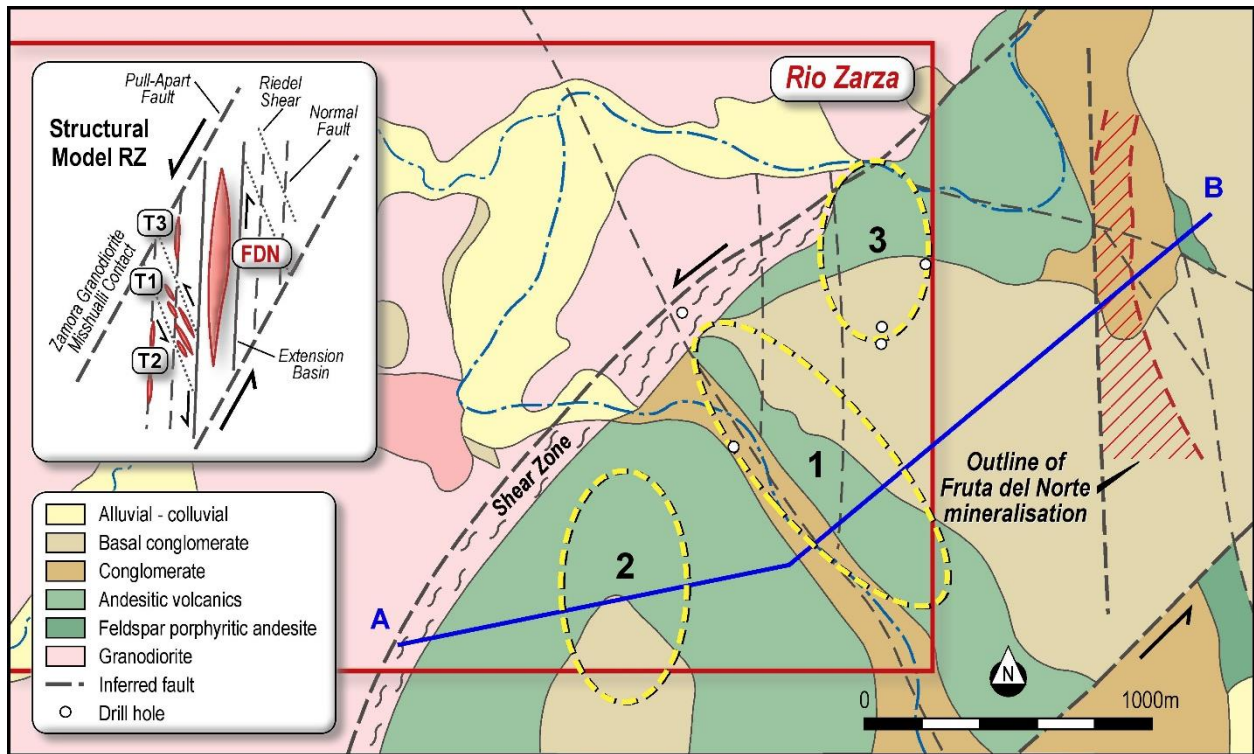 Rio Zarza
Structural
Model RZ
Pull-Apart
Fault
Riedel
Shear
Normal
Fault
T3
T1
T2
FDN
Zamora Granodiorite
Misshualli Contact
Extension
Basin
Alluvial - colluvial
Basal conglomerate
Conglomerate
Andesitic volcanics
Feldspar porphyritic andesite
Granodiorite
Inferred fault
Drill hole
Shear Zone
3
1
2
A
B
Outline of
Fruta del Norte
mineralisation
N
0
1000m